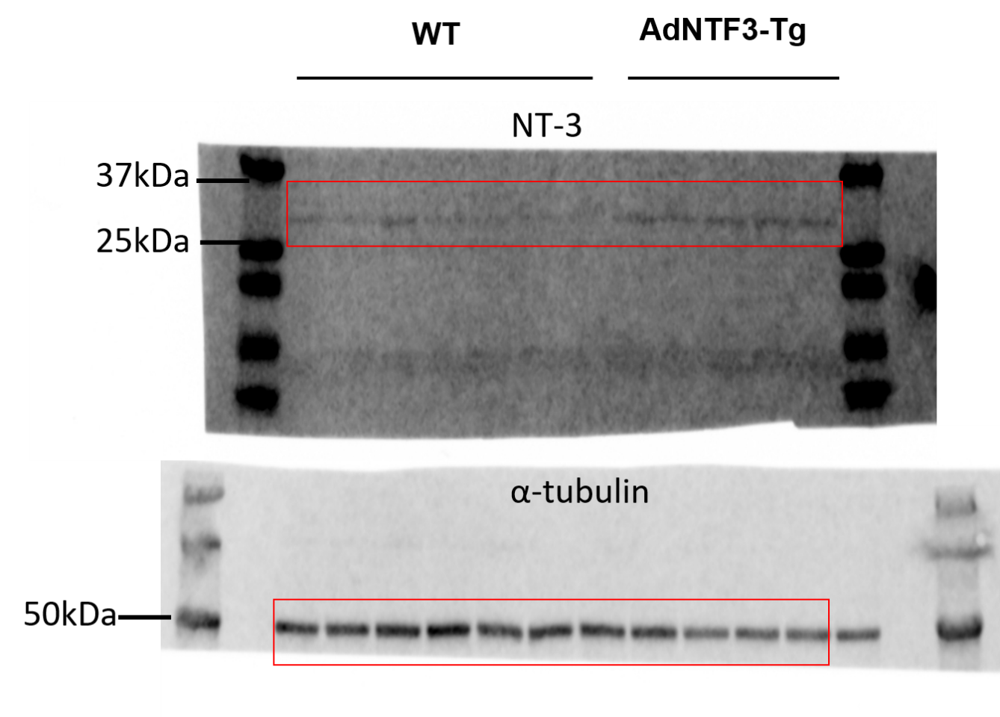 WT
AdNTF3-Tg
NT-3
37kDa
25kDa
α-tubulin
50kDa